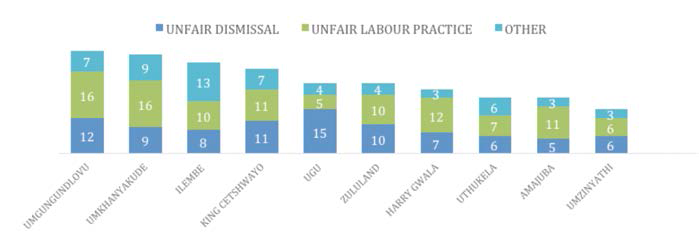 UNFAIR DISMISSAL UNFAIR LABOUR PRACTICE OTHER
7 9 13 7 4 4 3 6 3 3
16 16 10 11 5 10 12 7 11 6
12 9 8 11 15 10 7 6 5 6
UMGUNGUNDLOVU UMKHANYAKUDE ILEMBE KING CETSHWAYO UGU ZULULAND HARRY GWALA UTHUKELA AMAJUBA UMZINYATHI